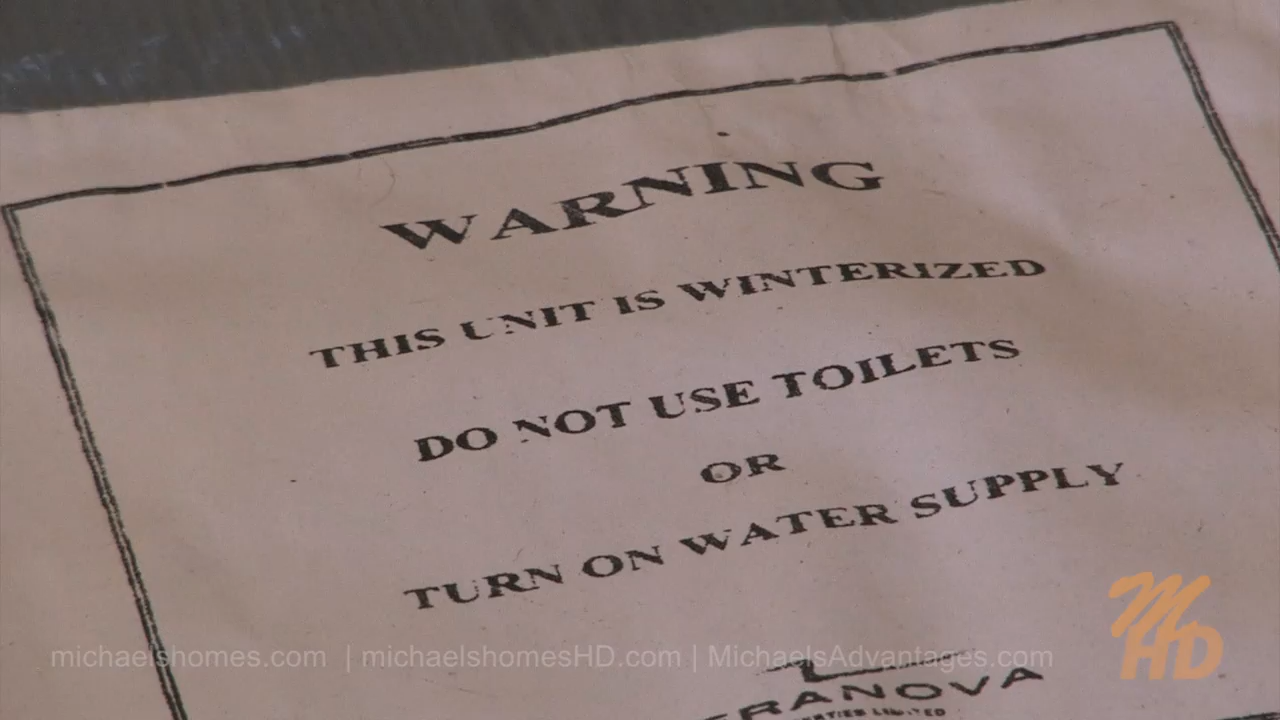 WARNING
THIS UNIT IS WINTERIZED
DO NOT USE TOILETS
OR
TURN ON WATER SUPPLY
michaelshomes.com | michaelshomesHD.com | MichaelsAdvantages.com
MHD